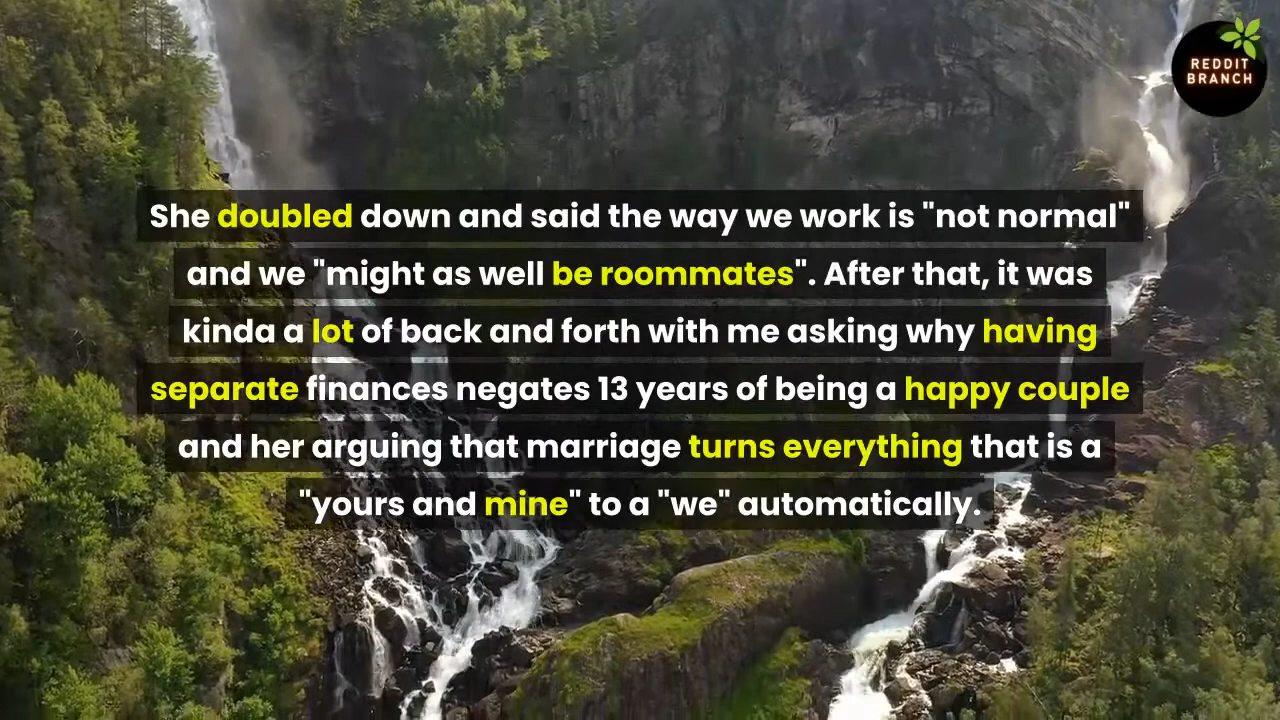 REDDIT
BRANCH
She doubled down and said the way we work is "not normal"
and we "might as well be roommates". After that, it was
kinda a lot of back and forth with me asking why having
separate finances negates 13 years of being a happy couple
and her arguing that marriage turns everything that is a
"yours and mine" to a "we" automatically.